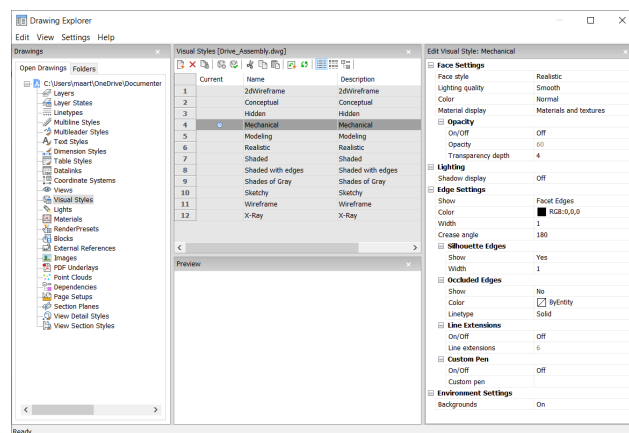 Drawing Explorer
Edit View Settings Help
Drawings
Open Drawings Folders
C:\Users\maart\OneDrive\Documenter
Layers
Layer States
Linetypes
Multiline Styles
Multileader Styles
Text Styles
Dimension Styles
Table Styles
Datalinks
Coordinate Systems
Views
Visual Styles
Lights
Materials
RenderPresets
Blocks
External References
Images
PDF Underlays
Point Clouds
Dependencies
Page Setups
Section Planes
View Detail Styles
View Section Styles
Visual Styles [Drive_Assembly.dwg]
Current Name Description
1 2dWireframe 2dWireframe
2 Conceptual Conceptual
3 Hidden Hidden
4 Mechanical Mechanical
5 Modeling Modeling
6 Realistic Realistic
7 Shaded Shaded
8 Shaded with edges Shaded with edges
9 Shades of Gray Shades of Gray
10 Sketchy Sketchy
11 Wireframe Wireframe
12 X-Ray X-Ray
Preview
Edit Visual Style: Mechanical
Face Settings
Face style Realistic
Lighting quality Smooth
Color Normal
Material display Materials and textures
Opacity
On/Off Off
Opacity 60
Transparency depth 4
Lighting
Shadow display Off
Edge Settings
Show Facet Edges
Color RGB:0,0,0
Width 1
Crease angle 180
Silhouette Edges
Show Yes
Width 1
Occluded Edges
Show No
Color ByEntity
Linetype Solid
Line Extensions
On/Off Off
Line extensions 6
Custom Pen
On/Off Off
Custom pen
Environment Settings
Backgrounds On
Ready